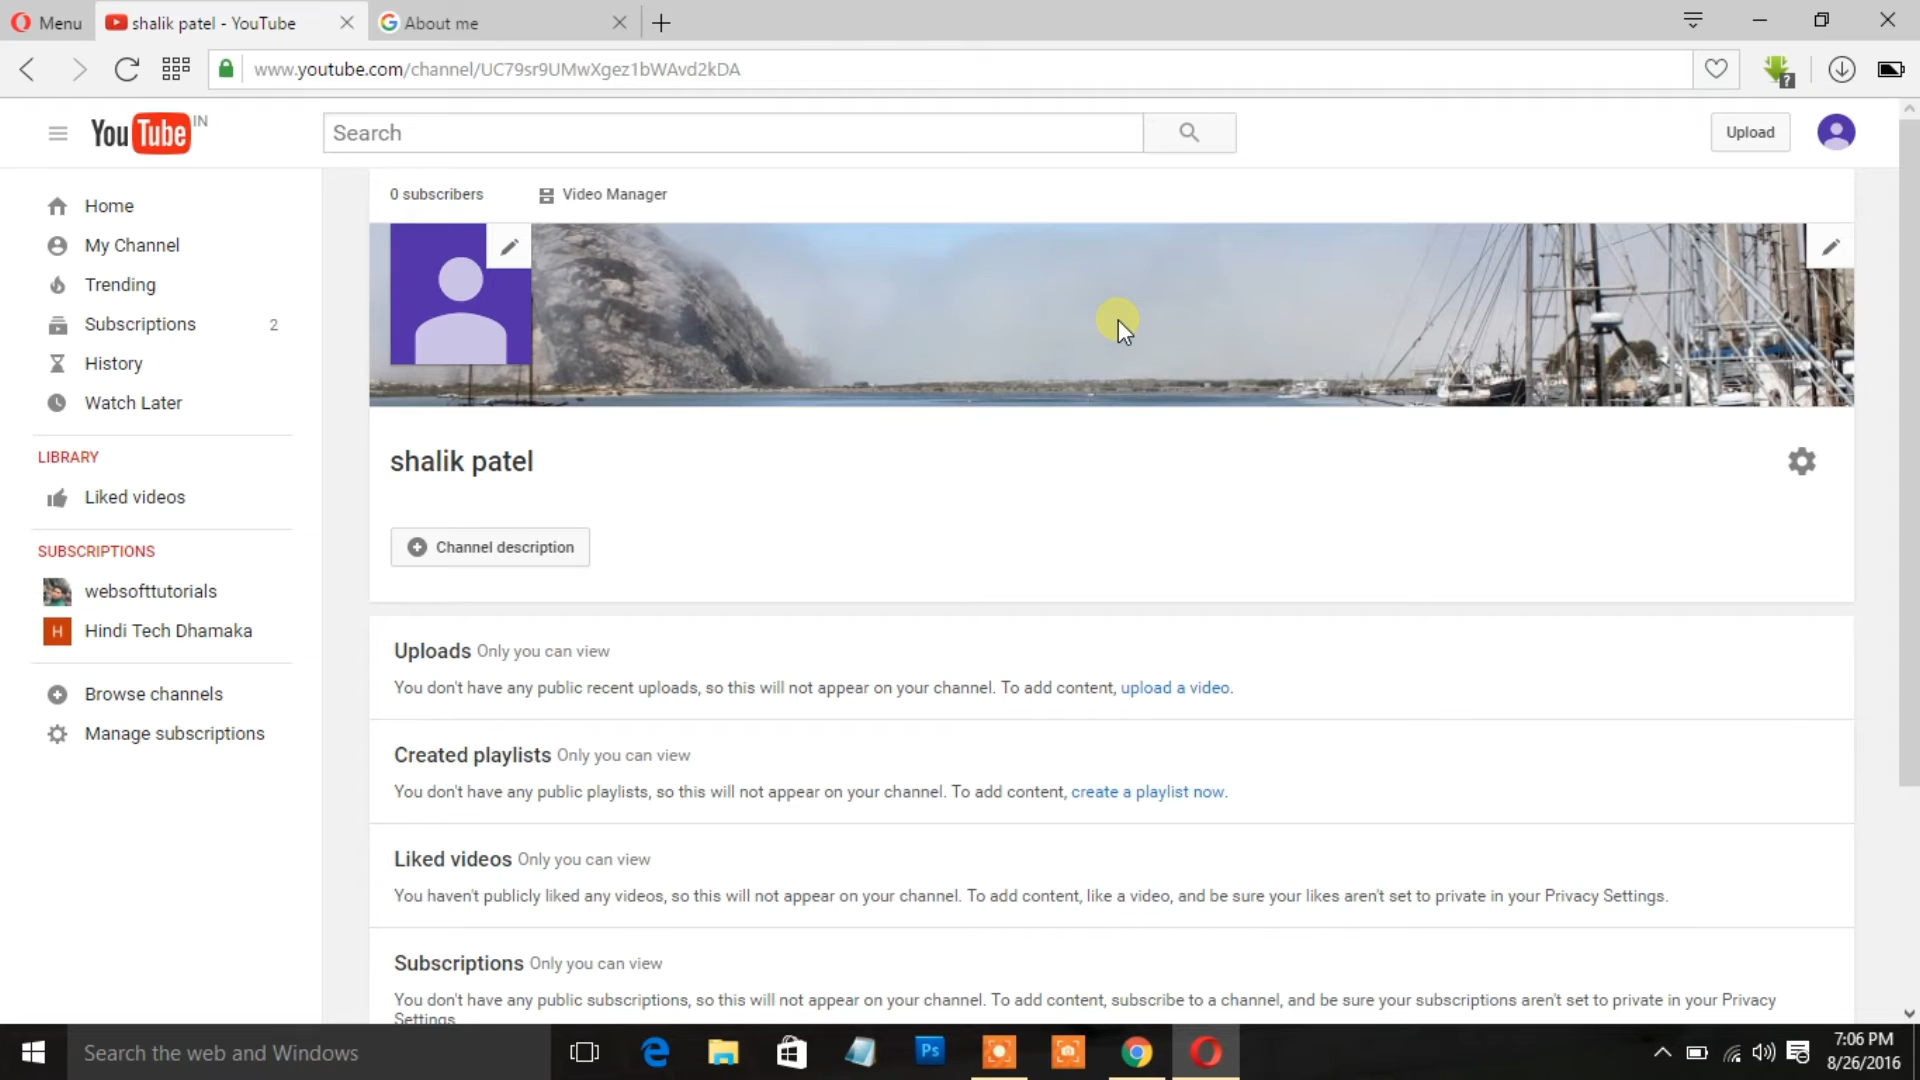 Menu
shalik patel - YouTube
About me
www.youtube.com/channel/UC79sr9UMwXgez1bWAvd2kDA
YouTube IN
Search
Upload
Home
My Channel
Trending
Subscriptions 2
History
Watch Later
LIBRARY
Liked videos
SUBSCRIPTIONS
websofttutorials
H Hindi Tech Dhamaka
Browse channels
Manage subscriptions
0 subscribers
Video Manager
shalik patel
Channel description
Uploads Only you can view
You don't have any public recent uploads, so this will not appear on your channel. To add content, upload a video.
Created playlists Only you can view
You don't have any public playlists, so this will not appear on your channel. To add content, create a playlist now.
Liked videos Only you can view
You haven't publicly liked any videos, so this will not appear on your channel. To add content, like a video, and be sure your likes aren't set to private in your Privacy Settings.
Subscriptions Only you can view
You don't have any public subscriptions, so this will not appear on your channel. To add content, subscribe to a channel, and be sure your subscriptions aren't set to private in your Privacy
Settings.
Search the web and Windows
Ps
7:06 PM
8/26/2016